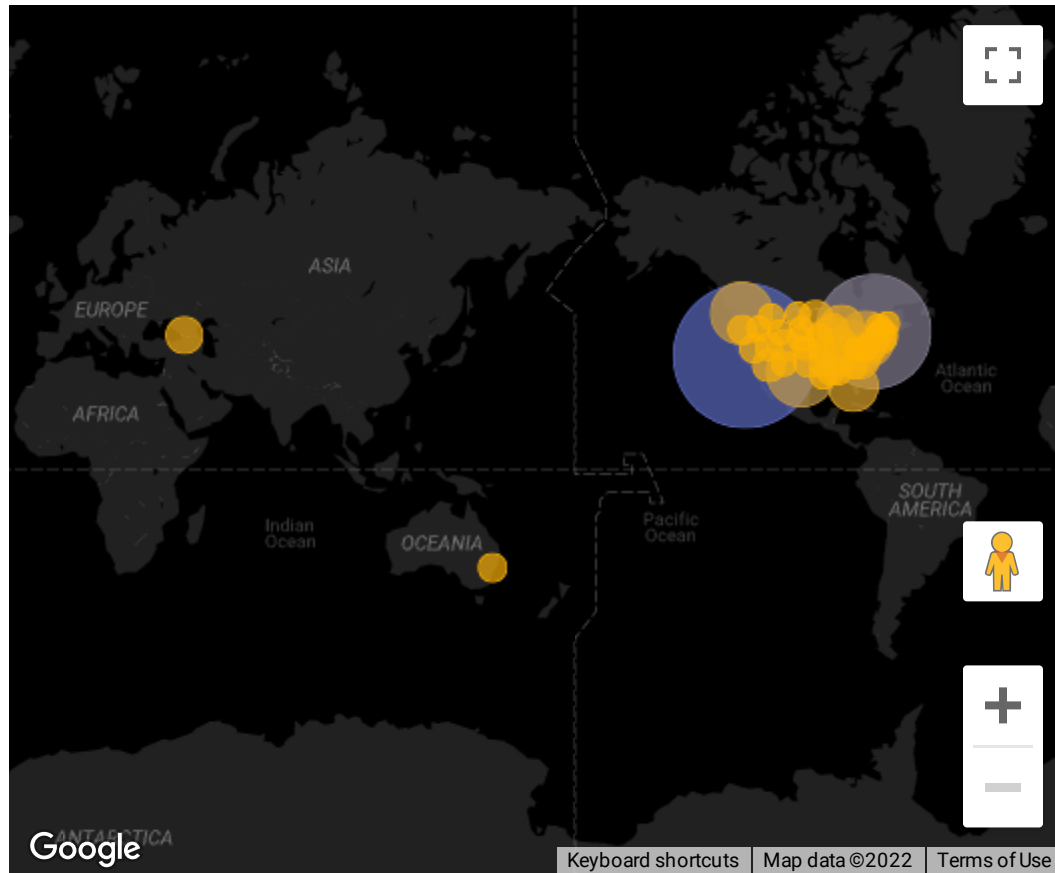 ASIA
EUROPE
Atlantic
Ocean
AFRICA
SOUTH
AMERICA
Indian
Ocean
OCEANIA
Pacific
Ocean
ANTARCTICA
Google
Keyboard shortcuts
Map data ©2022
Terms of Use